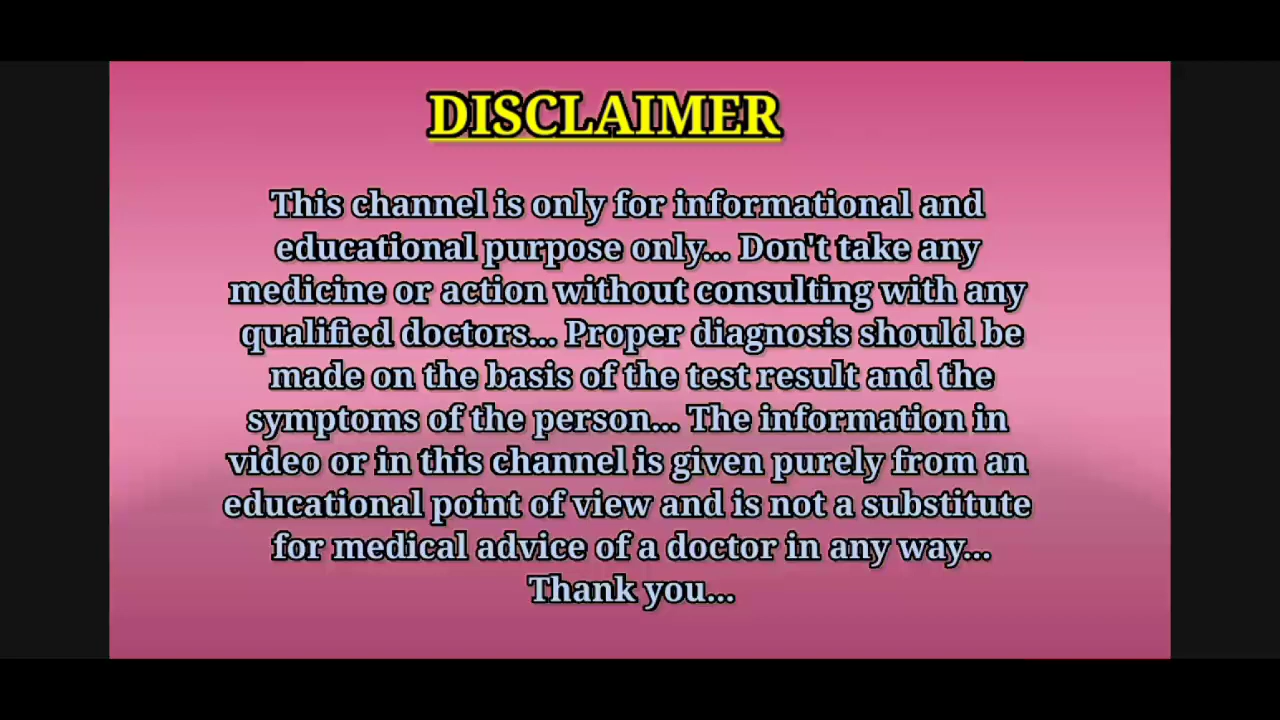 DISCLAIMER
This channel is only for informational and
educational purpose only... Don't take any
medicine or action without consulting with any
qualified doctors... Proper diagnosis should be
made on the basis of the test result and the
symptoms of the person... The information in
video or in this channel is given purely from an
educational point of view and is not a substitute
for medical advice of a doctor in any way...
Thank you...